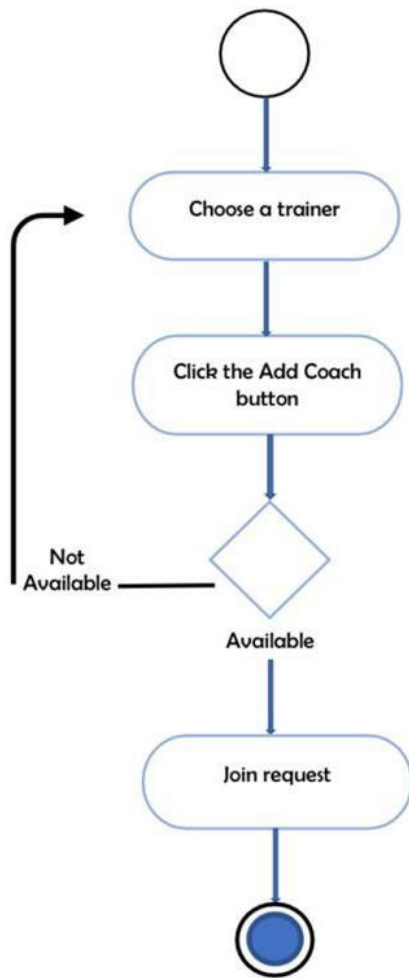 Choose a trainer
Click the Add Coach
button
Not
Available
Available
Join request